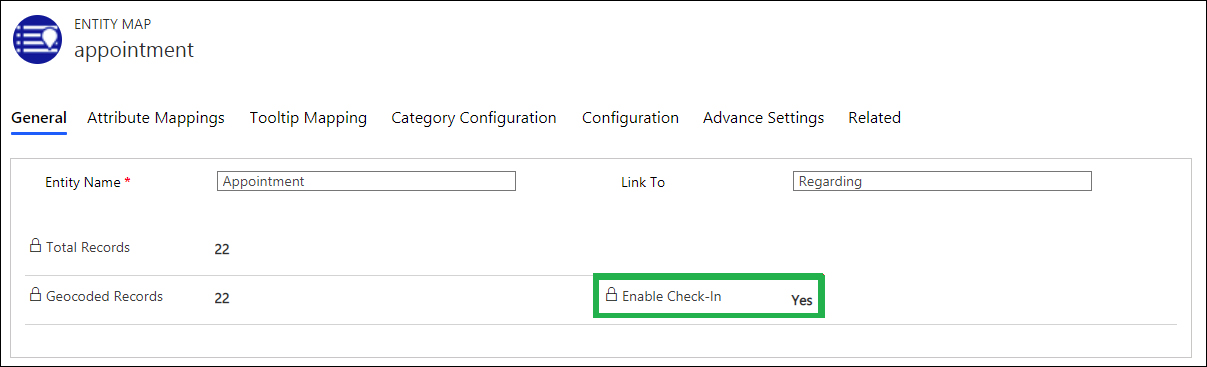 ENTITY MAP
appointment
General Attribute Mappings Tooltip Mapping Category Configuration Configuration Advance Settings Related
Entity Name * Appointment Link To Regarding
Total Records 22
Geocoded Records 22 Enable Check-In Yes